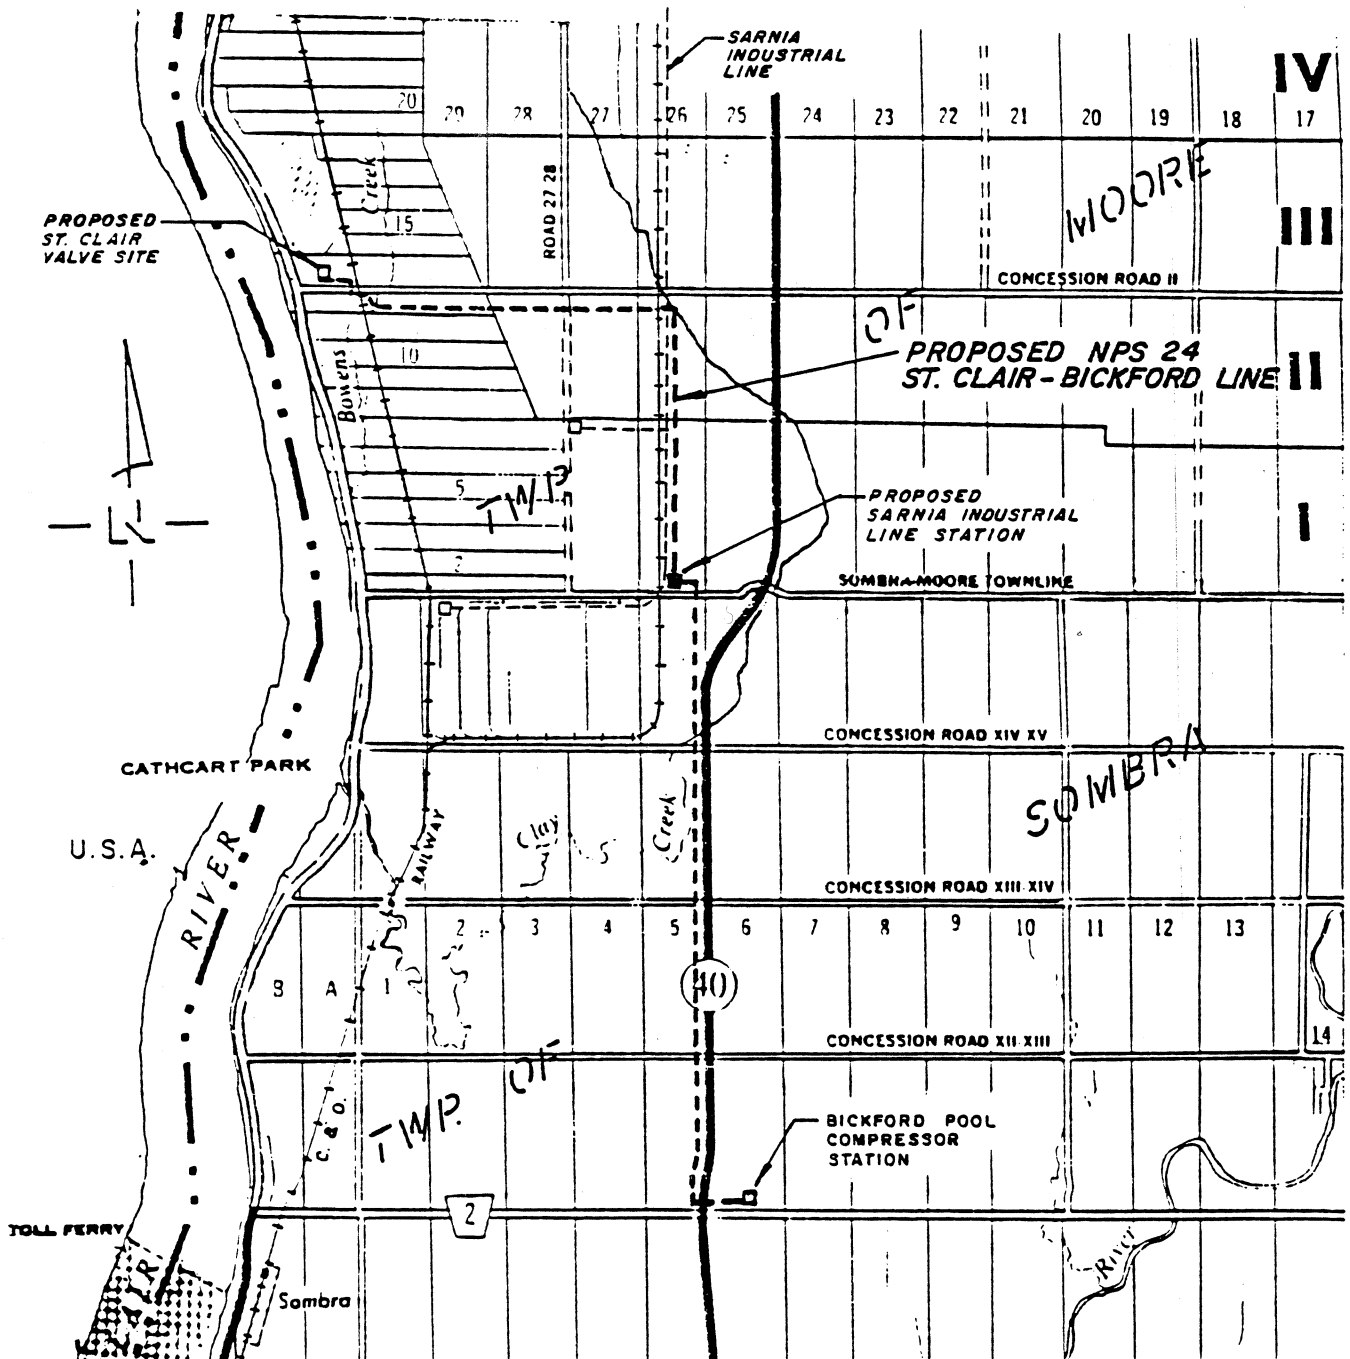 SARNIA
INDUSTRIAL
LINE
IV
20
29 28 27 26 25 24 23 22 21 20 19 18 17
MOORE
Creek
15
ROAD 27 28
III
PROPOSED
ST. CLAIR
VALVE SITE
CONCESSION ROAD II
OF
PROPOSED NPS 24
ST. CLAIR-BICKFORD LINE
II
10
Bowens
5
TWP
2
PROPOSED
SARNIA INDUSTRIAL
LINE STATION
I
SOMBRA-MOORE TOWNLINE
CONCESSION ROAD XIV XV
SOMBRA
CATHCART PARK
U.S.A.
RIVER
RAILWAY
Clay
Creek
CONCESSION ROAD XIII XIV
2 3 4 5 6 7 8 9 10 11 12 13
B A 1
40
14
CONCESSION ROAD XII XIII
OF
TWP.
C. & O.
BICKFORD POOL
COMPRESSOR
STATION
2
TOLL FERRY
River
Sombra